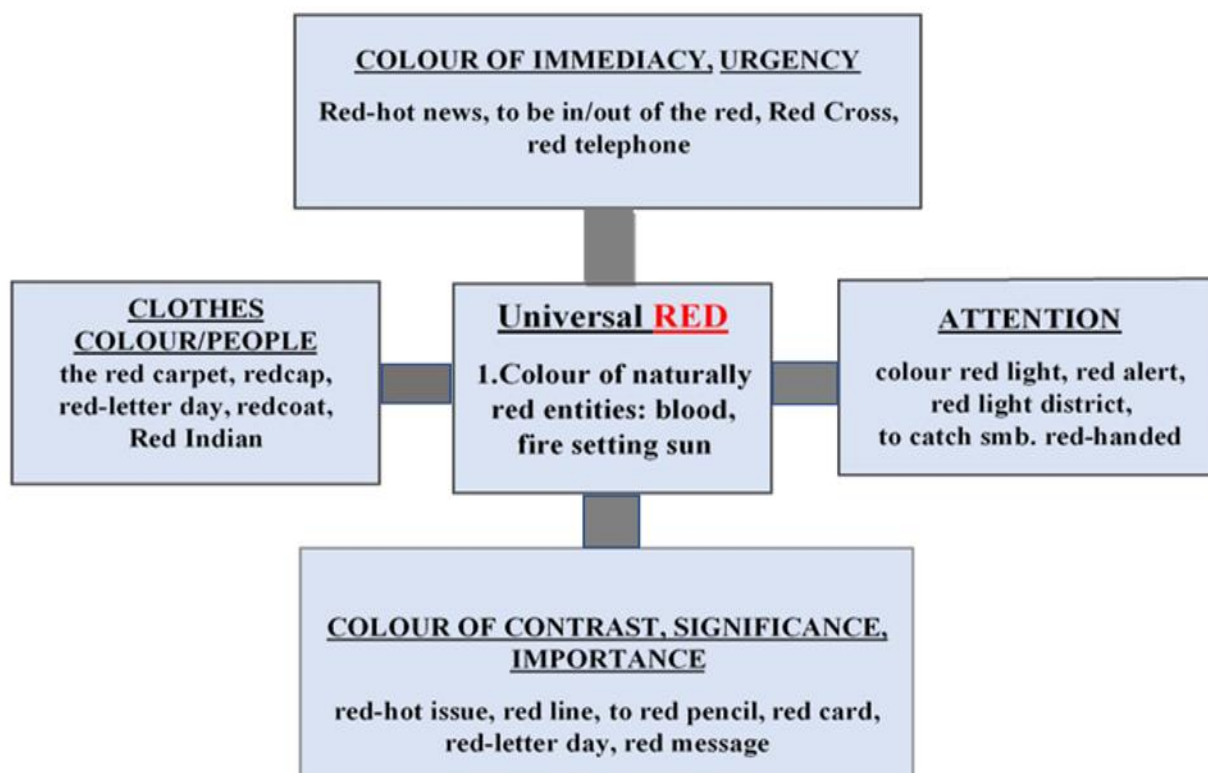 COLOUR OF IMMEDIACY, URGENCY
Red-hot news, to be in/out of the red, Red Cross,
red telephone
CLOTHES
COLOUR/PEOPLE
the red carpet, redcap,
red-letter day, redcoat,
Red Indian
Universal RED
1.Colour of naturally
red entities: blood,
fire setting sun
ATTENTION
colour red light, red alert,
red light district,
to catch smb. red-handed
COLOUR OF CONTRAST, SIGNIFICANCE,
IMPORTANCE
red-hot issue, red line, to red pencil, red card,
red-letter day, red message